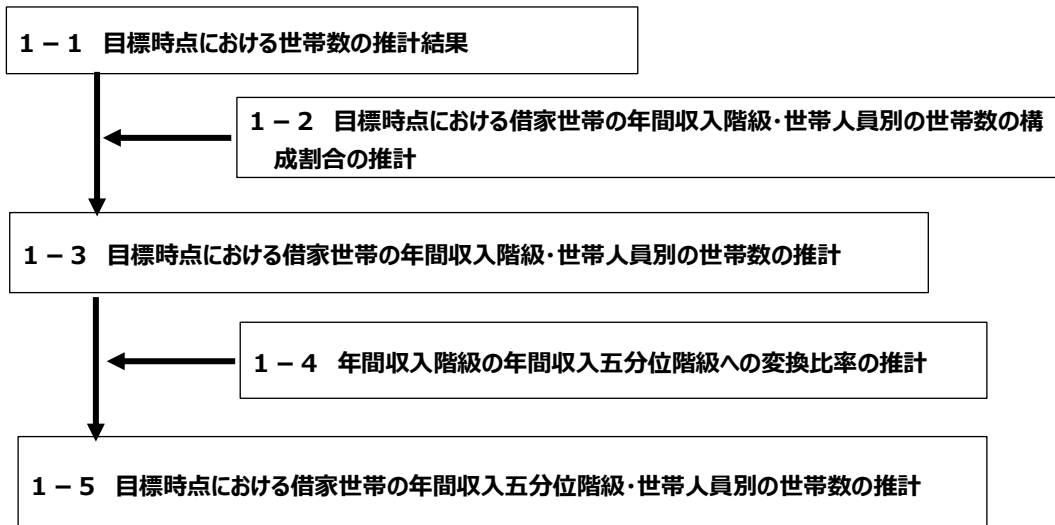 1－1 目標時点における世帯数の推計結果
1－2 目標時点における借家世帯の年間収入階級･世帯人員別の世帯数の構
成割合の推計
1－3 目標時点における借家世帯の年間収入階級･世帯人員別の世帯数の推計
1－4 年間収入階級の年間収入五分位階級への変換比率の推計
1－5 目標時点における借家世帯の年間収入五分位階級･世帯人員別の世帯数の推計